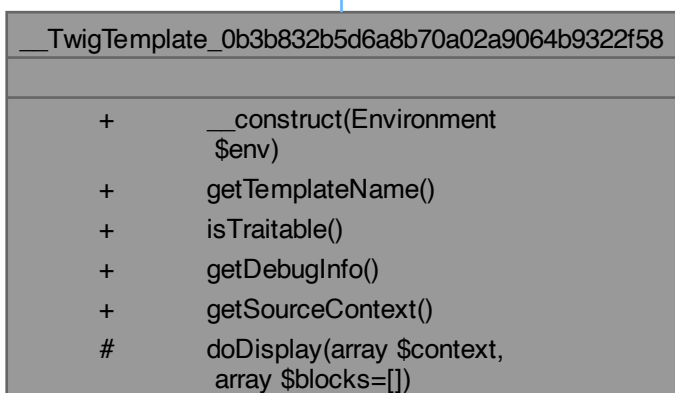 __TwigTemplate_0b3b832b5d6a8b70a02a9064b9322f58
+ __construct(Environment
$env)
+ getTemplateName()
+ isTraitable()
+ getDebugInfo()
+ getSourceContext()
# doDisplay(array $context,
array $blocks=[])